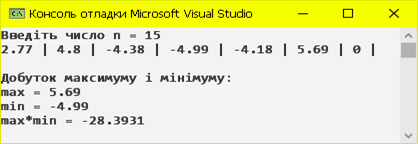 Консоль отладки Microsoft Visual Studio
Введіть число n = 15
2.77 | 4.8 | -4.38 | -4.99 | -4.18 | 5.69 | 0 |
Добуток максимуму і мінімуму:
max = 5.69
min = -4.99
max*min = -28.3931